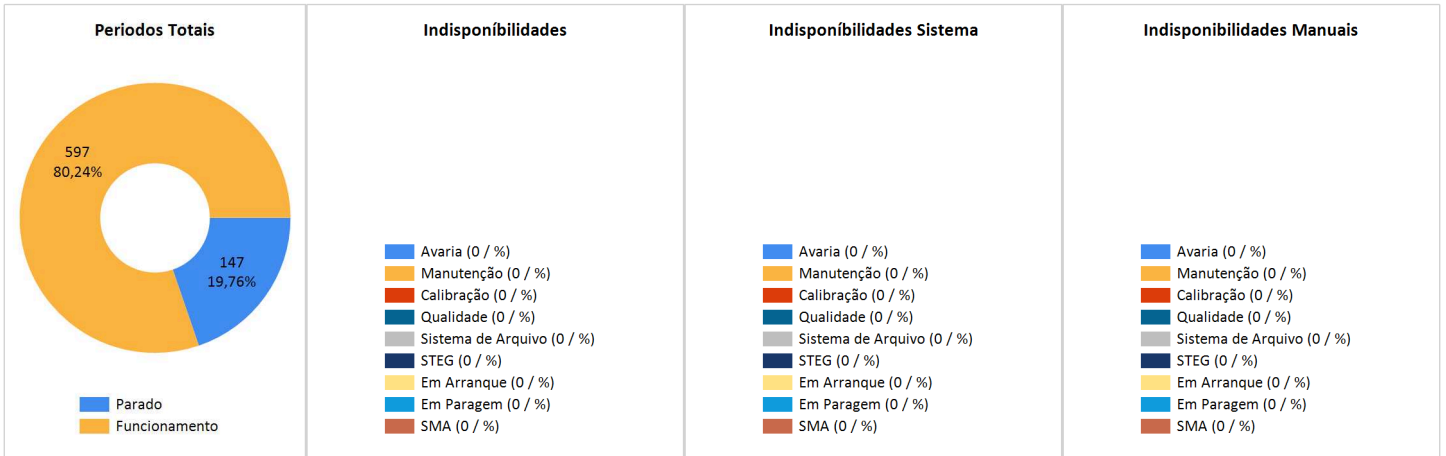 Periodos Totais
597
80,24%
147
19,76%
Parado
Funcionamento
Indisponíbilidades
Avaria (0 / %)
Manutenção (0 / %)
Calibração (0 / %)
Qualidade (0 / %)
Sistema de Arquivo (0 / %)
STEG (0 / %)
Em Arranque (0 / %)
Em Paragem (0 / %)
SMA (0 / %)
Indisponíbilidades Sistema
Avaria (0 / %)
Manutenção (0 / %)
Calibração (0 / %)
Qualidade (0 / %)
Sistema de Arquivo (0 / %)
STEG (0 / %)
Em Arranque (0 / %)
Em Paragem (0 / %)
SMA (0 / %)
Indisponíbilidades Manuais
Avaria (0 / %)
Manutenção (0 / %)
Calibração (0 / %)
Qualidade (0 / %)
Sistema de Arquivo (0 / %)
STEG (0 / %)
Em Arranque (0 / %)
Em Paragem (0 / %)
SMA (0 / %)